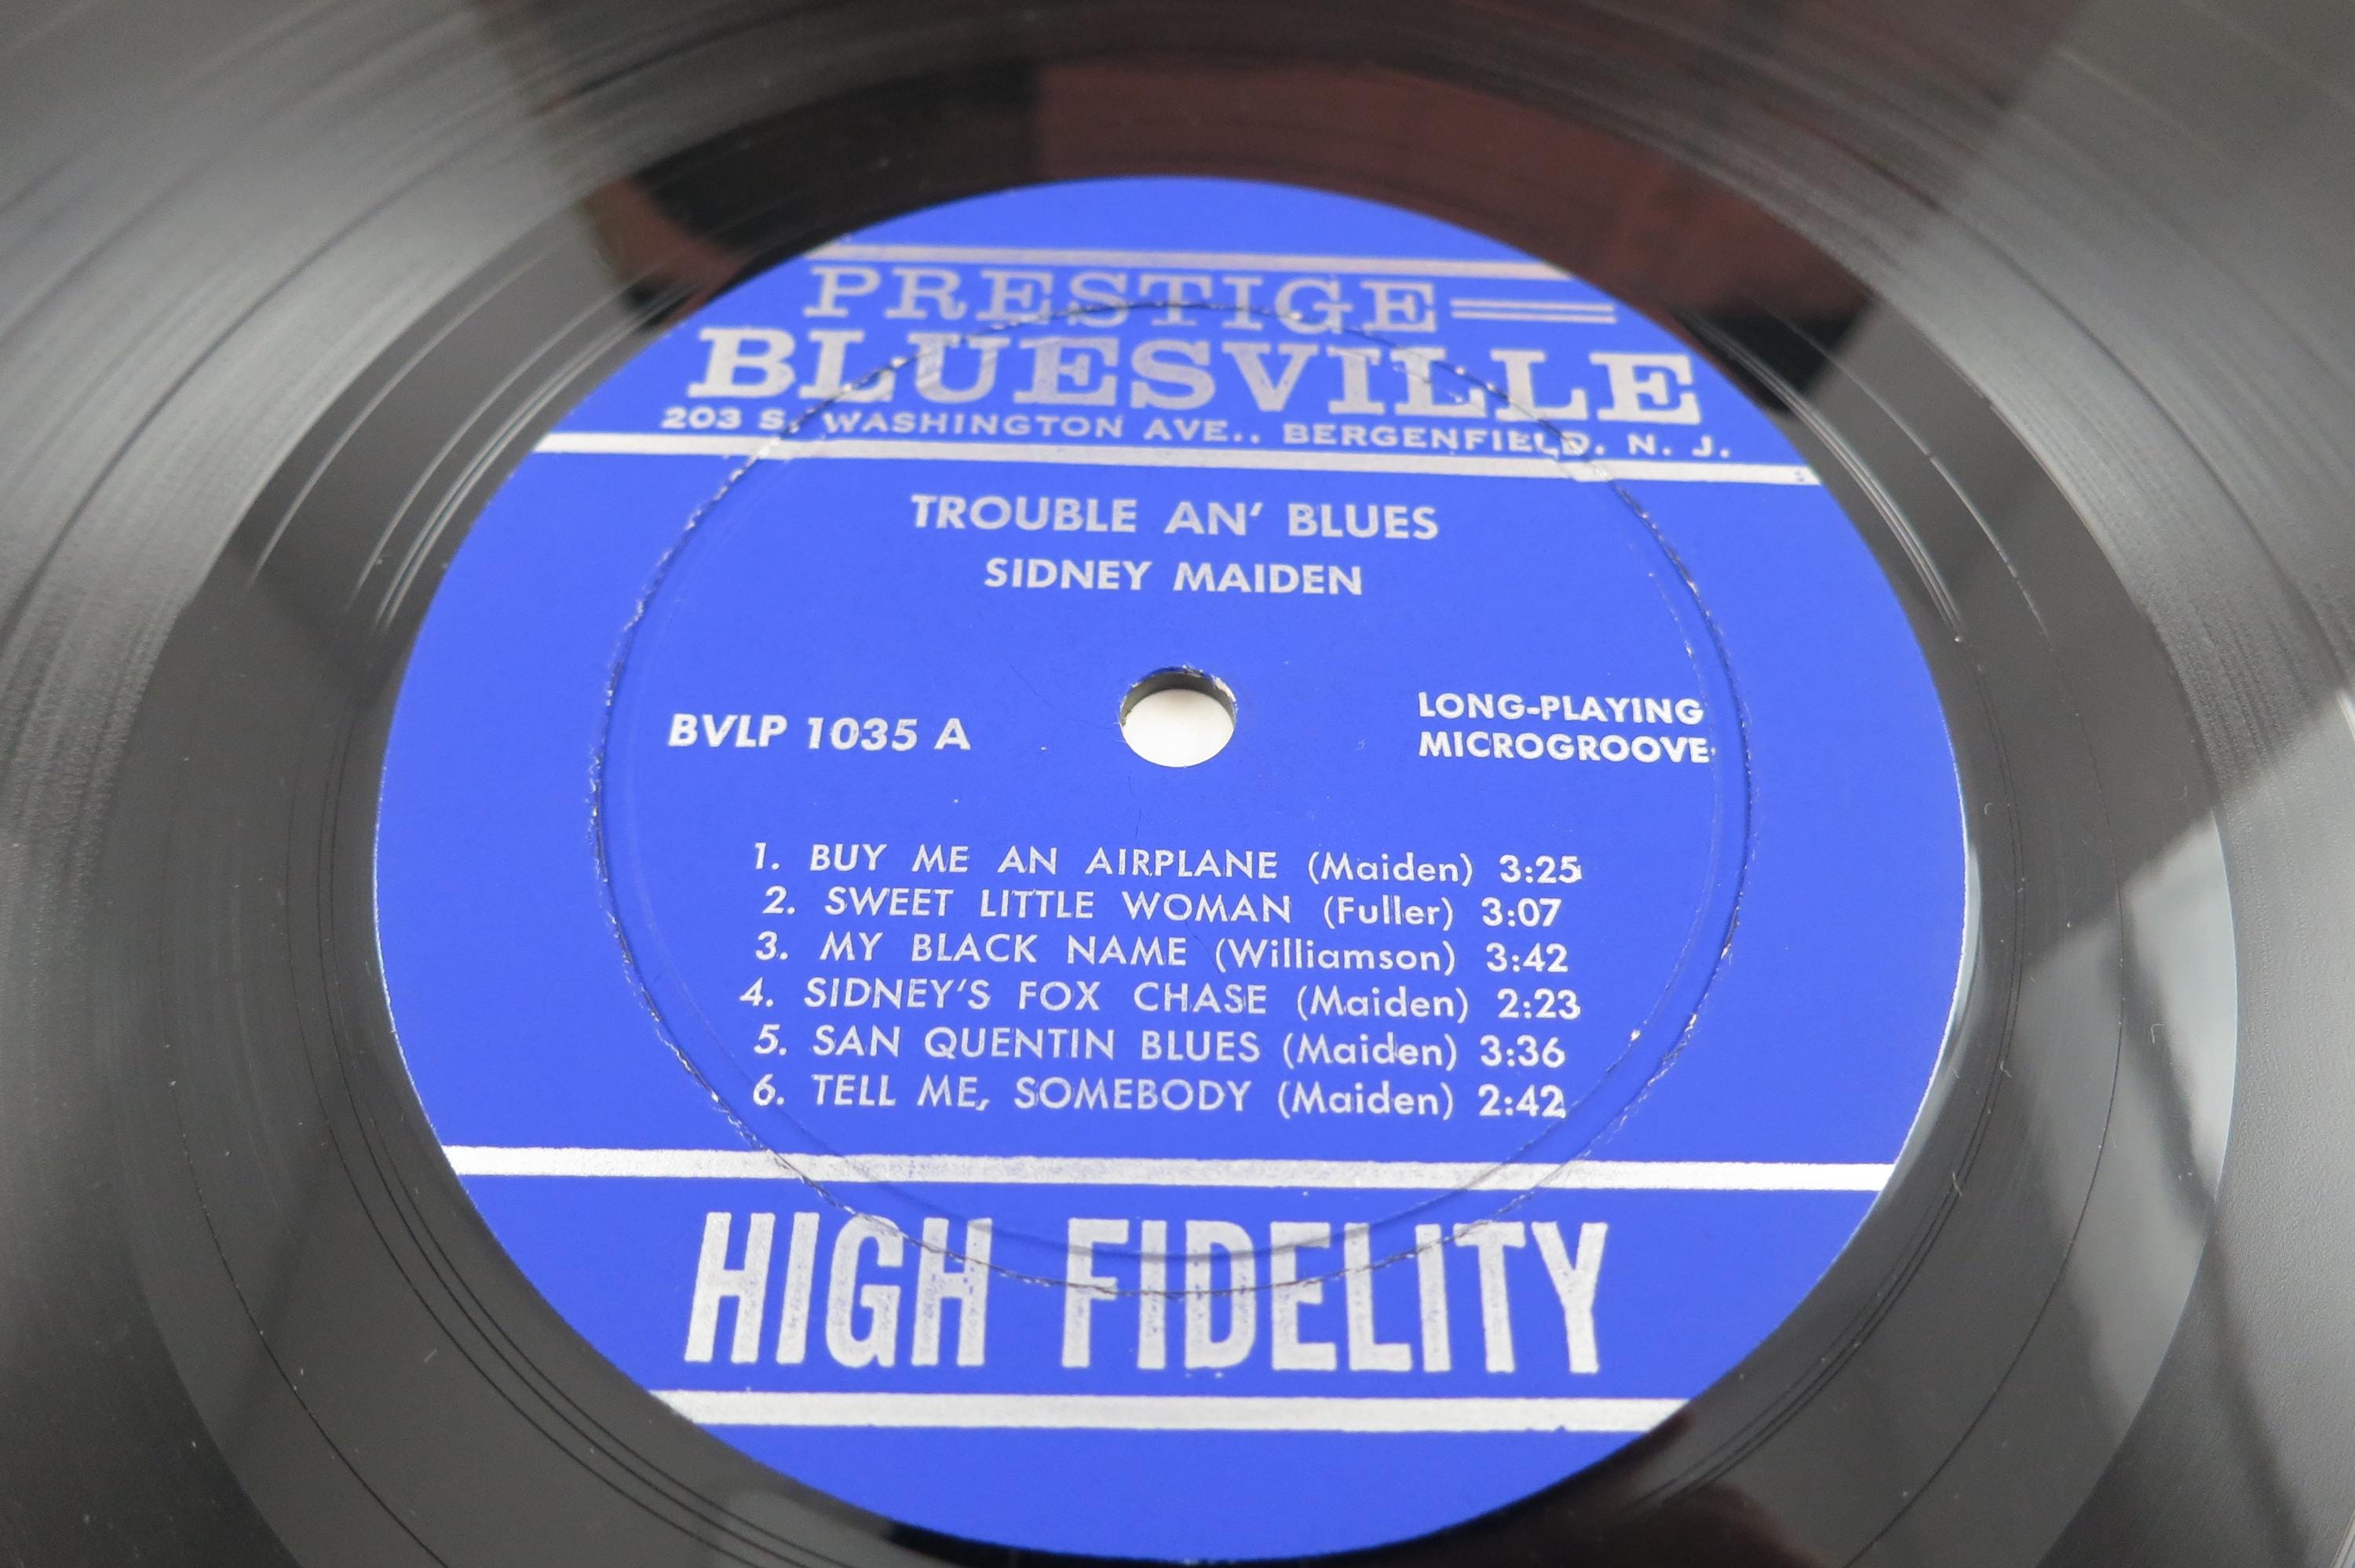 PRESTIGE
BLUESVILLE
203 S. WASHINGTON AVE., BERGENFIELD, N. J.
TROUBLE AN' BLUES
SIDNEY MAIDEN
BVLP 1035 A
LONG-PLAYING
MICROGROOVE
1. BUY ME AN AIRPLANE (Maiden) 3:25
2. SWEET LITTLE WOMAN (Fuller) 3:07
3. MY BLACK NAME (Williamson) 3:42
4. SIDNEY'S FOX CHASE (Maiden) 2:23
5. SAN QUENTIN BLUES (Maiden) 3:36
6. TELL ME, SOMEBODY (Maiden) 2:42
HIGH FIDELITY